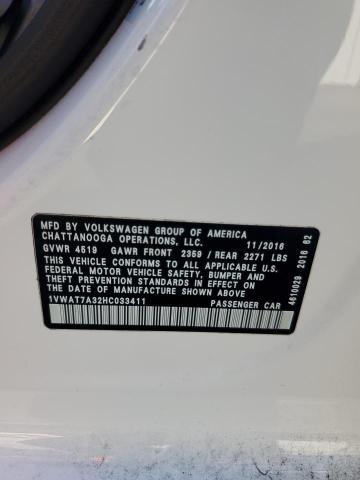 MFD. BY VOLKSWAGEN GROUP OF AMERICA
CHATTANOOGA OPERATIONS, LLC. 11/2016
GVWR 4519 GAWR FRONT 2359 / REAR 2271 LBS
THIS VEHICLE CONFORMS TO ALL APPLICABLE U.S.
FEDERAL MOTOR VEHICLE SAFETY, BUMPER AND
THEFT PREVENTION STANDARDS IN EFFECT ON THE
DATE OF MANUFACTURE SHOWN ABOVE.
1VWAT7A32HC033411 PASSENGER CAR
4610029 2016 62